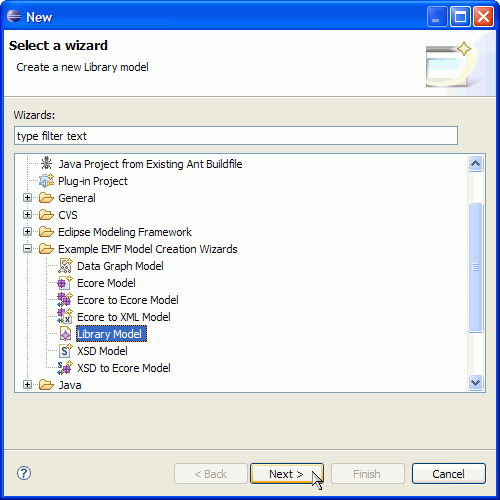 New
Select a wizard
Create a new Library model
Wizards:
type filter text
Java Project from Existing Ant Buildfile
Plug-in Project
General
CVS
Eclipse Modeling Framework
Example EMF Model Creation Wizards
Data Graph Model
Ecore Model
Ecore to Ecore Model
Ecore to XML Model
Library Model
XSD Model
XSD to Ecore Model
Java
? < Back Next > Finish Cancel